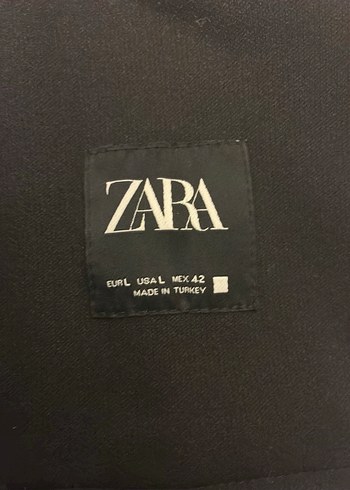 ZARA
EUR L USA L MEX 42
MADE IN TURKEY